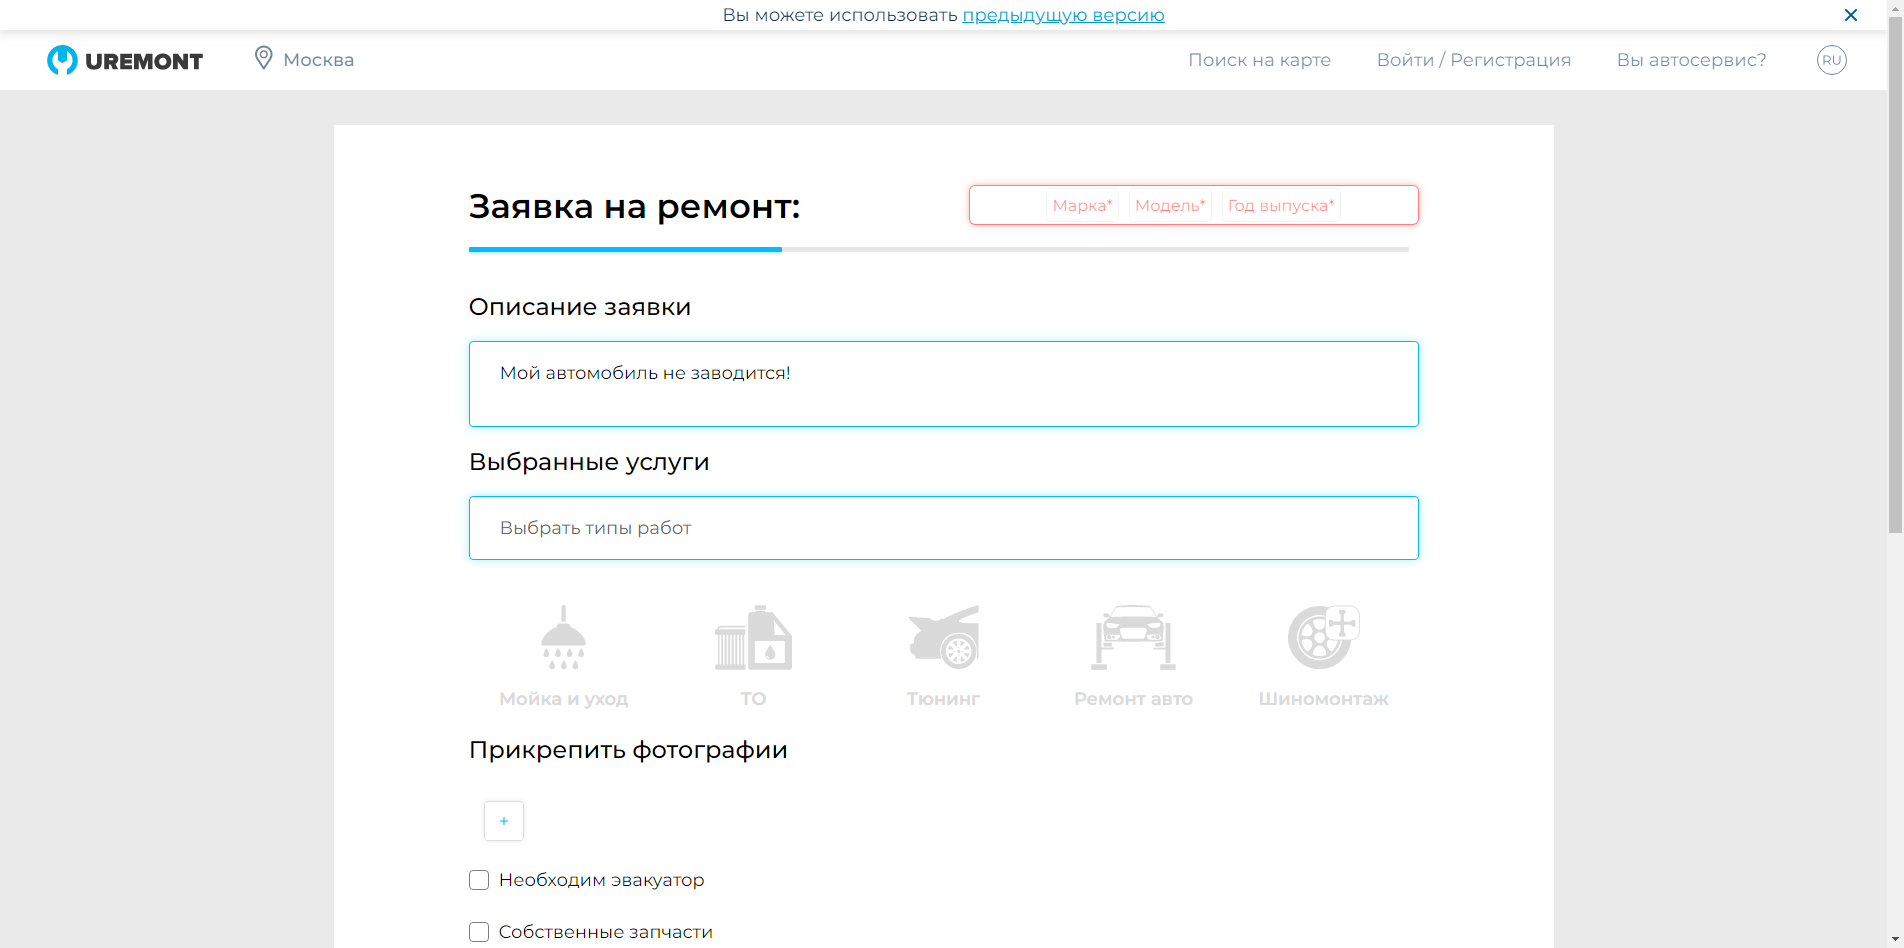 Вы можете использовать предыдущую версию
UREMONT
Москва
Поиск на карте
Войти / Регистрация
Вы автосервис?
RU
Заявка на ремонт:
Марка* Модель* Год выпуска*
Описание заявки
Мой автомобиль не заводится!
Выбранные услуги
Выбрать типы работ
Мойка и уход
ТО
Тюнинг
Ремонт авто
Шиномонтаж
Прикрепить фотографии
+
Необходим эвакуатор
Собственные запчасти